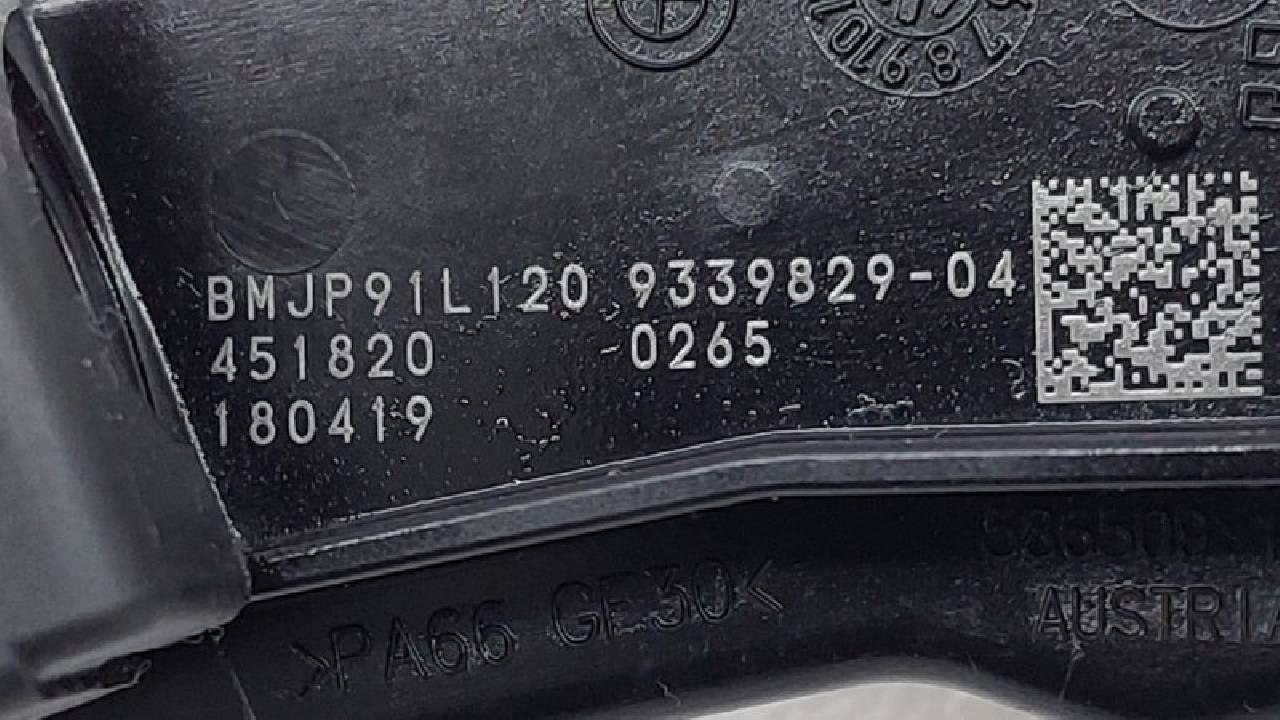 BMJP91L120 9339829-04
451820 0265
180419
>PA66 GF30<
AUSTRIA